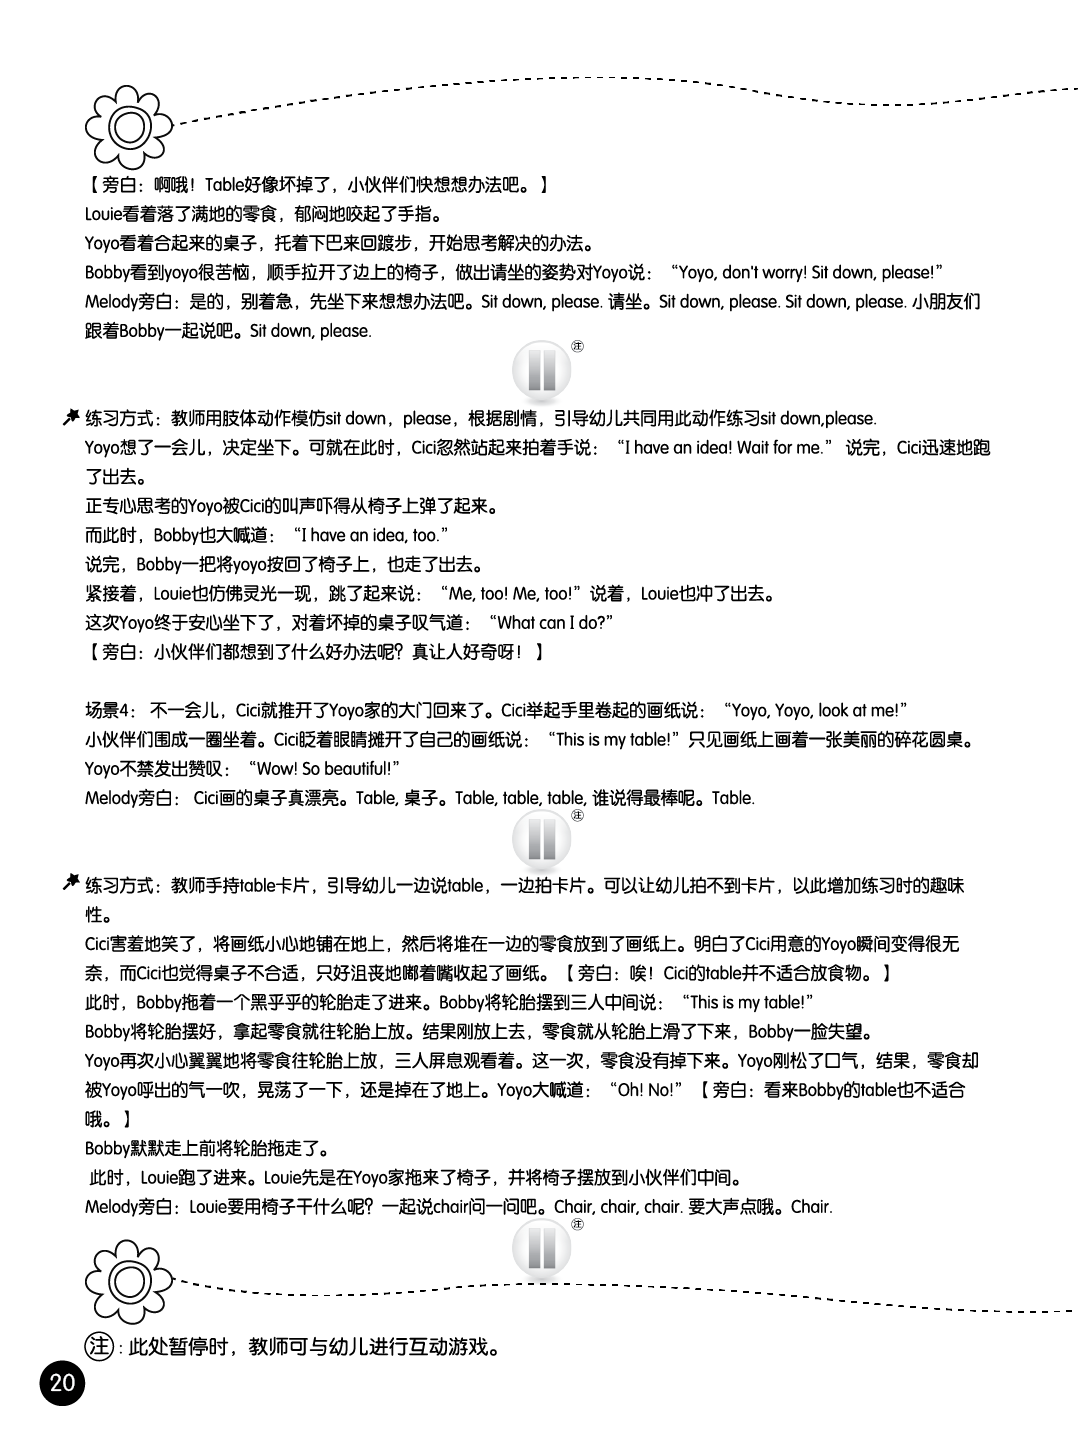 【旁白：啊哦！Table好像坏掉了，小伙伴们快想想办法吧。】
Louie看着落了满地的零食，郁闷地咬起了手指。
Yoyo看着合起来的桌子，托着下巴来回踱步，开始思考解决的办法。
Bobby看到yoyo很苦恼，顺手拉开了边上的椅子，做出请坐的姿势对Yoyo说：“Yoyo, don't worry! Sit down, please!”
Melody旁白：是的，别着急，先坐下来想想办法吧。Sit down, please. 请坐。Sit down, please. Sit down, please. 小朋友们
跟着Bobby一起说吧。Sit down, please.
注
练习方式：教师用肢体动作模仿sit down，please，根据剧情，引导幼儿共同用此动作练习sit down,please.
Yoyo想了一会儿，决定坐下。可就在此时，Cici忽然站起来拍着手说：“I have an idea! Wait for me.” 说完，Cici迅速地跑
了出去。
正专心思考的Yoyo被Cici的叫声吓得从椅子上弹了起来。
而此时，Bobby也大喊道：“I have an idea, too.”
说完，Bobby一把将yoyo按回了椅子上，也走了出去。
紧接着，Louie也仿佛灵光一现，跳了起来说：“Me, too! Me, too!”说着，Louie也冲了出去。
这次Yoyo终于安心坐下了，对着坏掉的桌子叹气道：“What can I do?”
【旁白：小伙伴们都想到了什么好办法呢？真让人好奇呀！】
场景4： 不一会儿，Cici就推开了Yoyo家的大门回来了。Cici举起手里卷起的画纸说：“Yoyo, Yoyo, look at me!”
小伙伴们围成一圈坐着。Cici眨着眼睛摊开了自己的画纸说：“This is my table!”只见画纸上画着一张美丽的碎花圆桌。
Yoyo不禁发出赞叹：“Wow! So beautiful!”
Melody旁白： Cici画的桌子真漂亮。Table, 桌子。Table, table, table, 谁说得最棒呢。Table.
注
练习方式：教师手持table卡片，引导幼儿一边说table，一边拍卡片。可以让幼儿拍不到卡片，以此增加练习时的趣味
性。
Cici害羞地笑了，将画纸小心地铺在地上，然后将堆在一边的零食放到了画纸上。明白了Cici用意的Yoyo瞬间变得很无
奈，而Cici也觉得桌子不合适，只好沮丧地嘟着嘴收起了画纸。【旁白：唉！Cici的table并不适合放食物。】
此时，Bobby拖着一个黑乎乎的轮胎走了进来。Bobby将轮胎摆到三人中间说：“This is my table!”
Bobby将轮胎摆好，拿起零食就往轮胎上放。结果刚放上去，零食就从轮胎上滑了下来，Bobby一脸失望。
Yoyo再次小心翼翼地将零食往轮胎上放，三人屏息观看着。这一次，零食没有掉下来。Yoyo刚松了口气，结果，零食却
被Yoyo呼出的气一吹，晃荡了一下，还是掉在了地上。Yoyo大喊道：“Oh! No!”【旁白：看来Bobby的table也不适合
哦。】
Bobby默默走上前将轮胎拖走了。
此时，Louie跑了进来。Louie先是在Yoyo家拖来了椅子，并将椅子摆放到小伙伴们中间。
Melody旁白：Louie要用椅子干什么呢？一起说chair问一问吧。Chair, chair, chair. 要大声点哦。Chair.
注
注：此处暂停时，教师可与幼儿进行互动游戏。
20